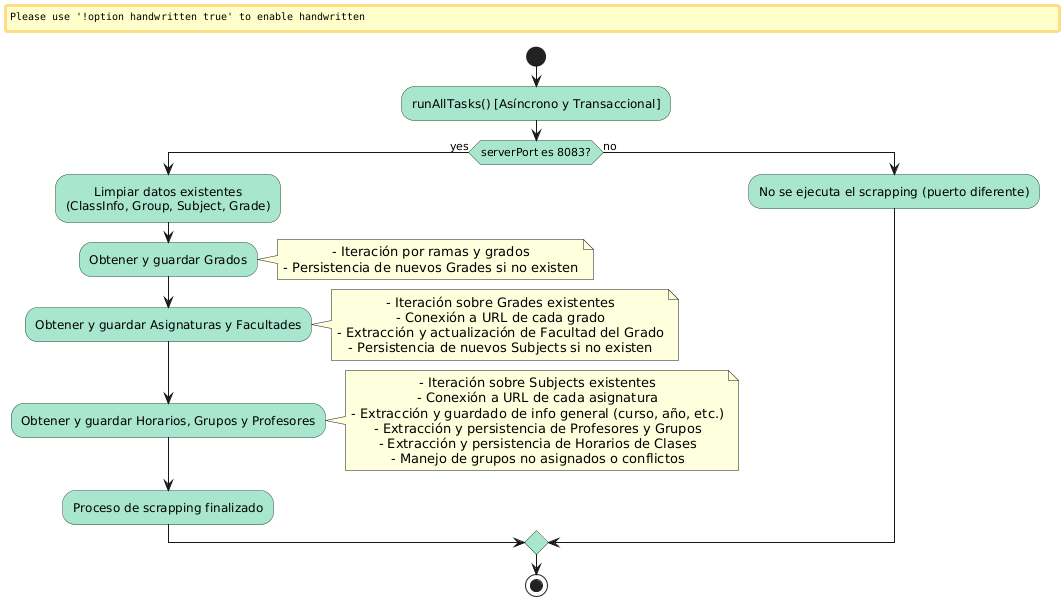 Please use '!option handwritten true' to enable handwritten
runAllTasks() [Asíncrono y Transaccional]
serverPort es 8083?
yes
no
Limpiar datos existentes
(ClassInfo, Group, Subject, Grade)
No se ejecuta el scrapping (puerto diferente)
Obtener y guardar Grados
- Iteración por ramas y grados
- Persistencia de nuevos Grades si no existen
Obtener y guardar Asignaturas y Facultades
- Iteración sobre Grades existentes
- Conexión a URL de cada grado
- Extracción y actualización de Facultad del Grado
- Persistencia de nuevos Subjects si no existen
Obtener y guardar Horarios, Grupos y Profesores
- Iteración sobre Subjects existentes
- Conexión a URL de cada asignatura
- Extracción y guardado de info general (curso, año, etc.)
- Extracción y persistencia de Profesores y Grupos
- Extracción y persistencia de Horarios de Clases
- Manejo de grupos no asignados o conflictos
Proceso de scrapping finalizado